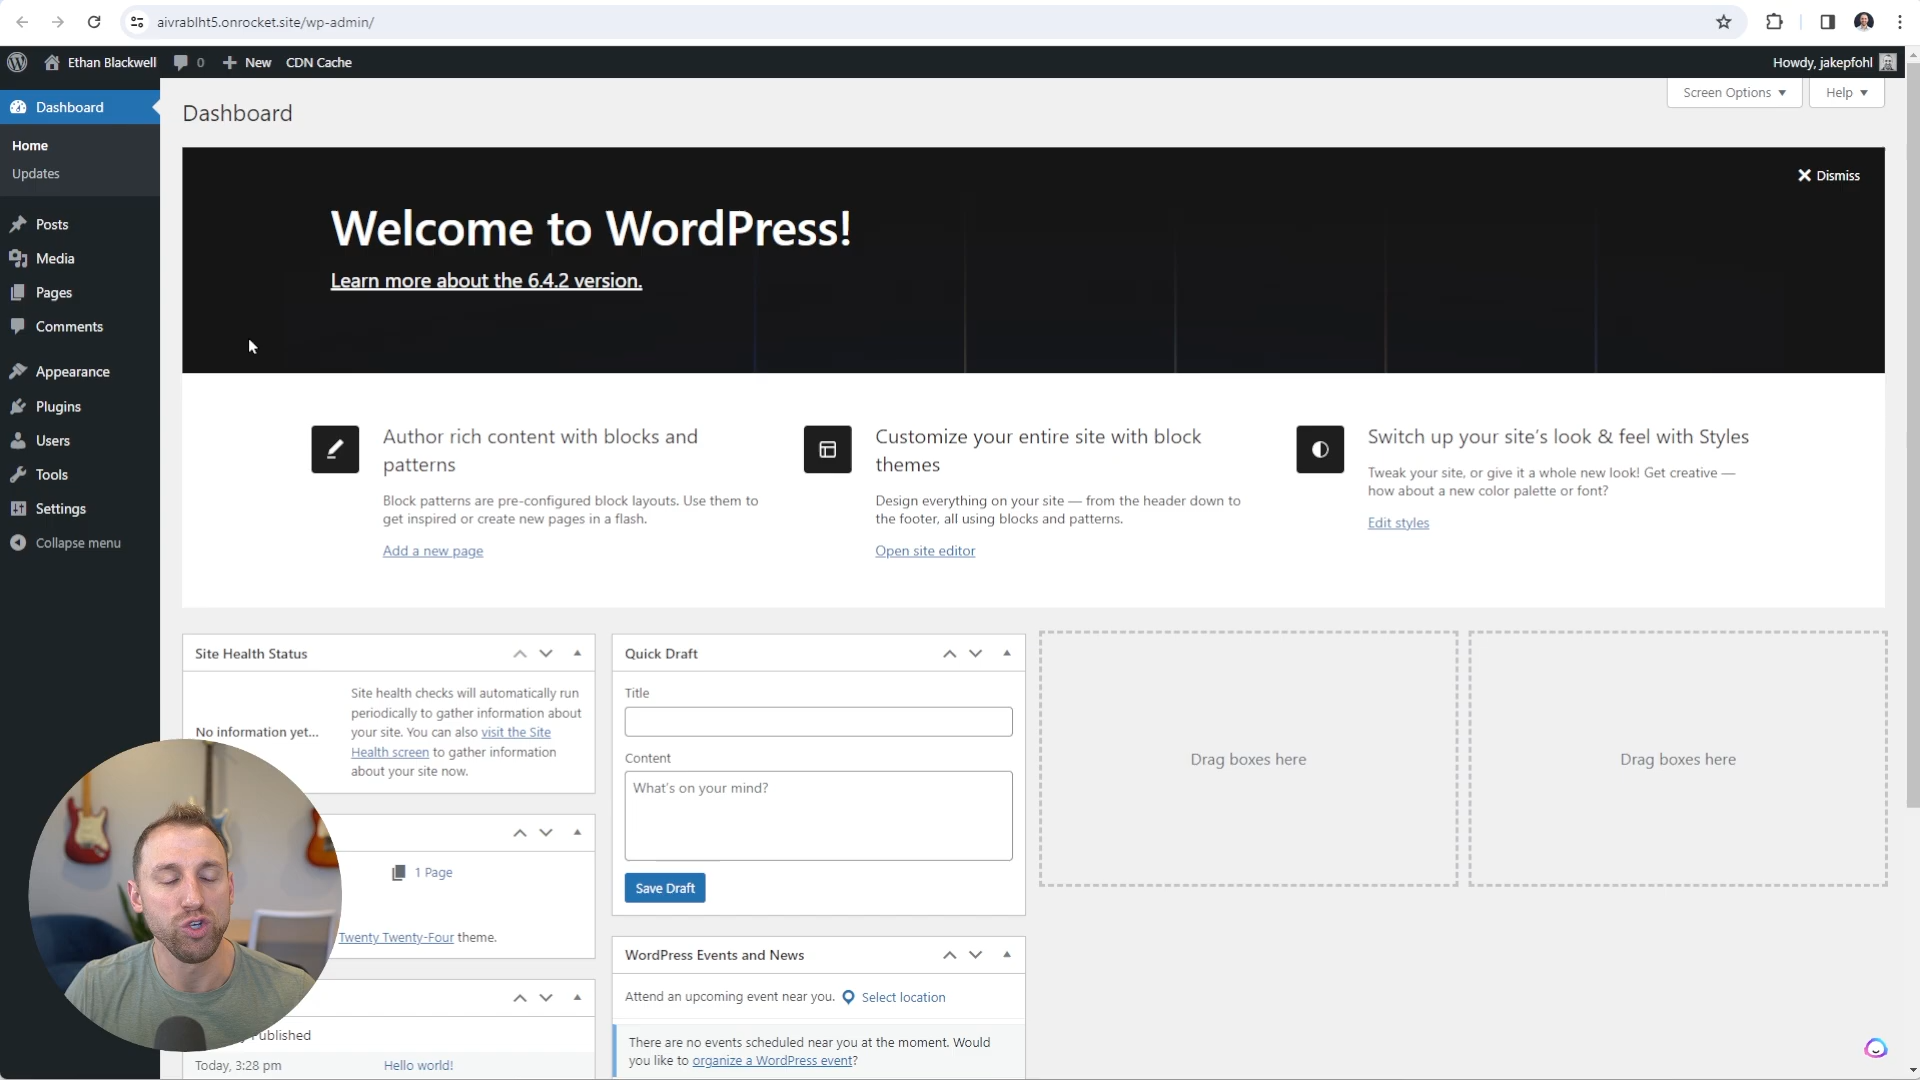 aivrablht5.onrocket.site/wp-admin/
Ethan Blackwell
0
New
CDN Cache
Howdy, jakepfohl
Dashboard
Home
Updates
Posts
Media
Pages
Comments
Appearance
Plugins
Users
Tools
Settings
Collapse menu
Dashboard
Screen Options
Help
Dismiss
Welcome to WordPress!
Learn more about the 6.4.2 version.
Author rich content with blocks and
patterns
Block patterns are pre-configured block layouts. Use them to
get inspired or create new pages in a flash.
Add a new page
Customize your entire site with block
themes
Design everything on your site — from the header down to
the footer, all using blocks and patterns.
Open site editor
Switch up your site's look & feel with Styles
Tweak your site, or give it a whole new look! Get creative —
how about a new color palette or font?
Edit styles
Site Health Status
No information yet...
Site health checks will automatically run
periodically to gather information about
your site. You can also visit the Site
Health screen to gather information
about your site now.
1 Page
Twenty Twenty-Four theme.
Published
Today, 3:28 pm
Hello world!
Quick Draft
Title
Content
What's on your mind?
Save Draft
WordPress Events and News
Attend an upcoming event near you.
Select location
There are no events scheduled near you at the moment. Would
you like to organize a WordPress event?
Drag boxes here
Drag boxes here